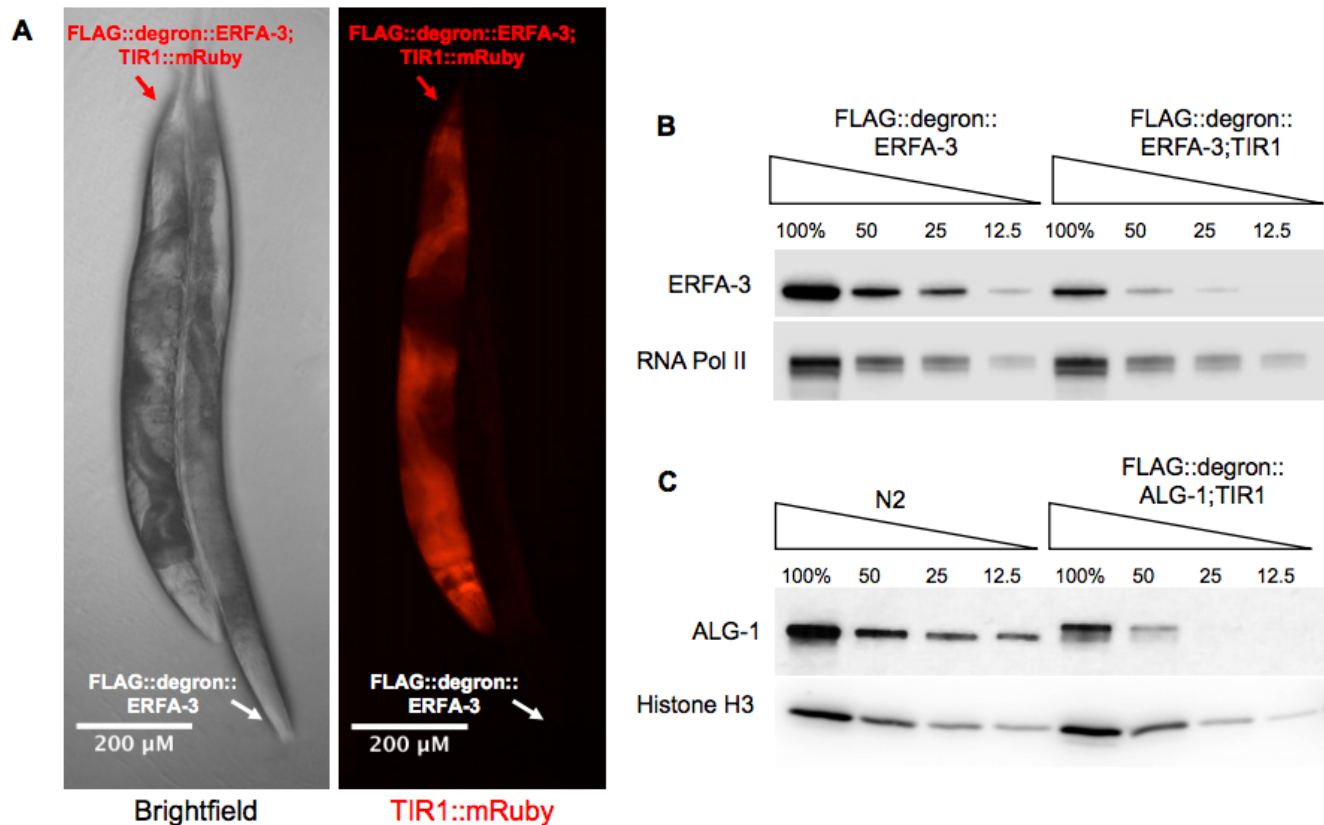 A
FLAG::degron::ERFA-3;
TIR1::mRuby
FLAG::degron::
ERFA-3
200 µM
Brightfield
FLAG::degron::ERFA-3;
TIR1::mRuby
FLAG::degron::
ERFA-3
200 µM
TIR1::mRuby
B
FLAG::degron::
ERFA-3
FLAG::degron::
ERFA-3;TIR1
100% 50 25 12.5 100% 50 25 12.5
ERFA-3
RNA Pol II
C
N2
FLAG::degron::
ALG-1;TIR1
100% 50 25 12.5 100% 50 25 12.5
ALG-1
Histone H3